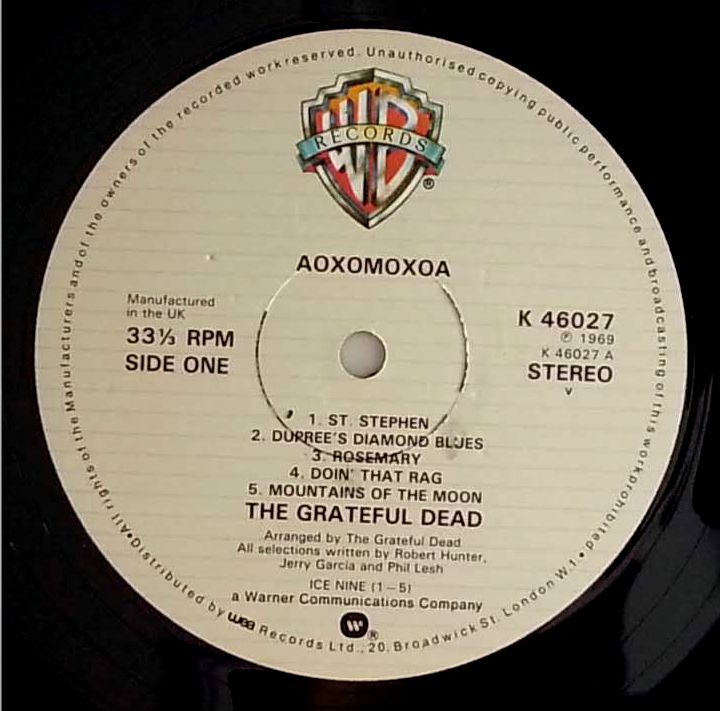 WB
RECORDS
®
AOXOMOXOA
Manufactured
in the UK
33⅓ RPM
SIDE ONE
K 46027
℗ 1969
K 46027 A
STEREO
v
1. ST. STEPHEN
2. DUPREE'S DIAMOND BLUES
3. ROSEMARY
4. DOIN' THAT RAG
5. MOUNTAINS OF THE MOON
THE GRATEFUL DEAD
Arranged by The Grateful Dead
All selections written by Robert Hunter,
Jerry Garcia and Phil Lesh
ICE NINE (1–5)
a Warner Communications Company
W®
•All rights of the Manufacturers and of the owners of the recorded work reserved. Unauthorised copying public performance and broadcasting of this work prohibited•
Distributed by wea Records Ltd., 20, Broadwick St. London W.1.